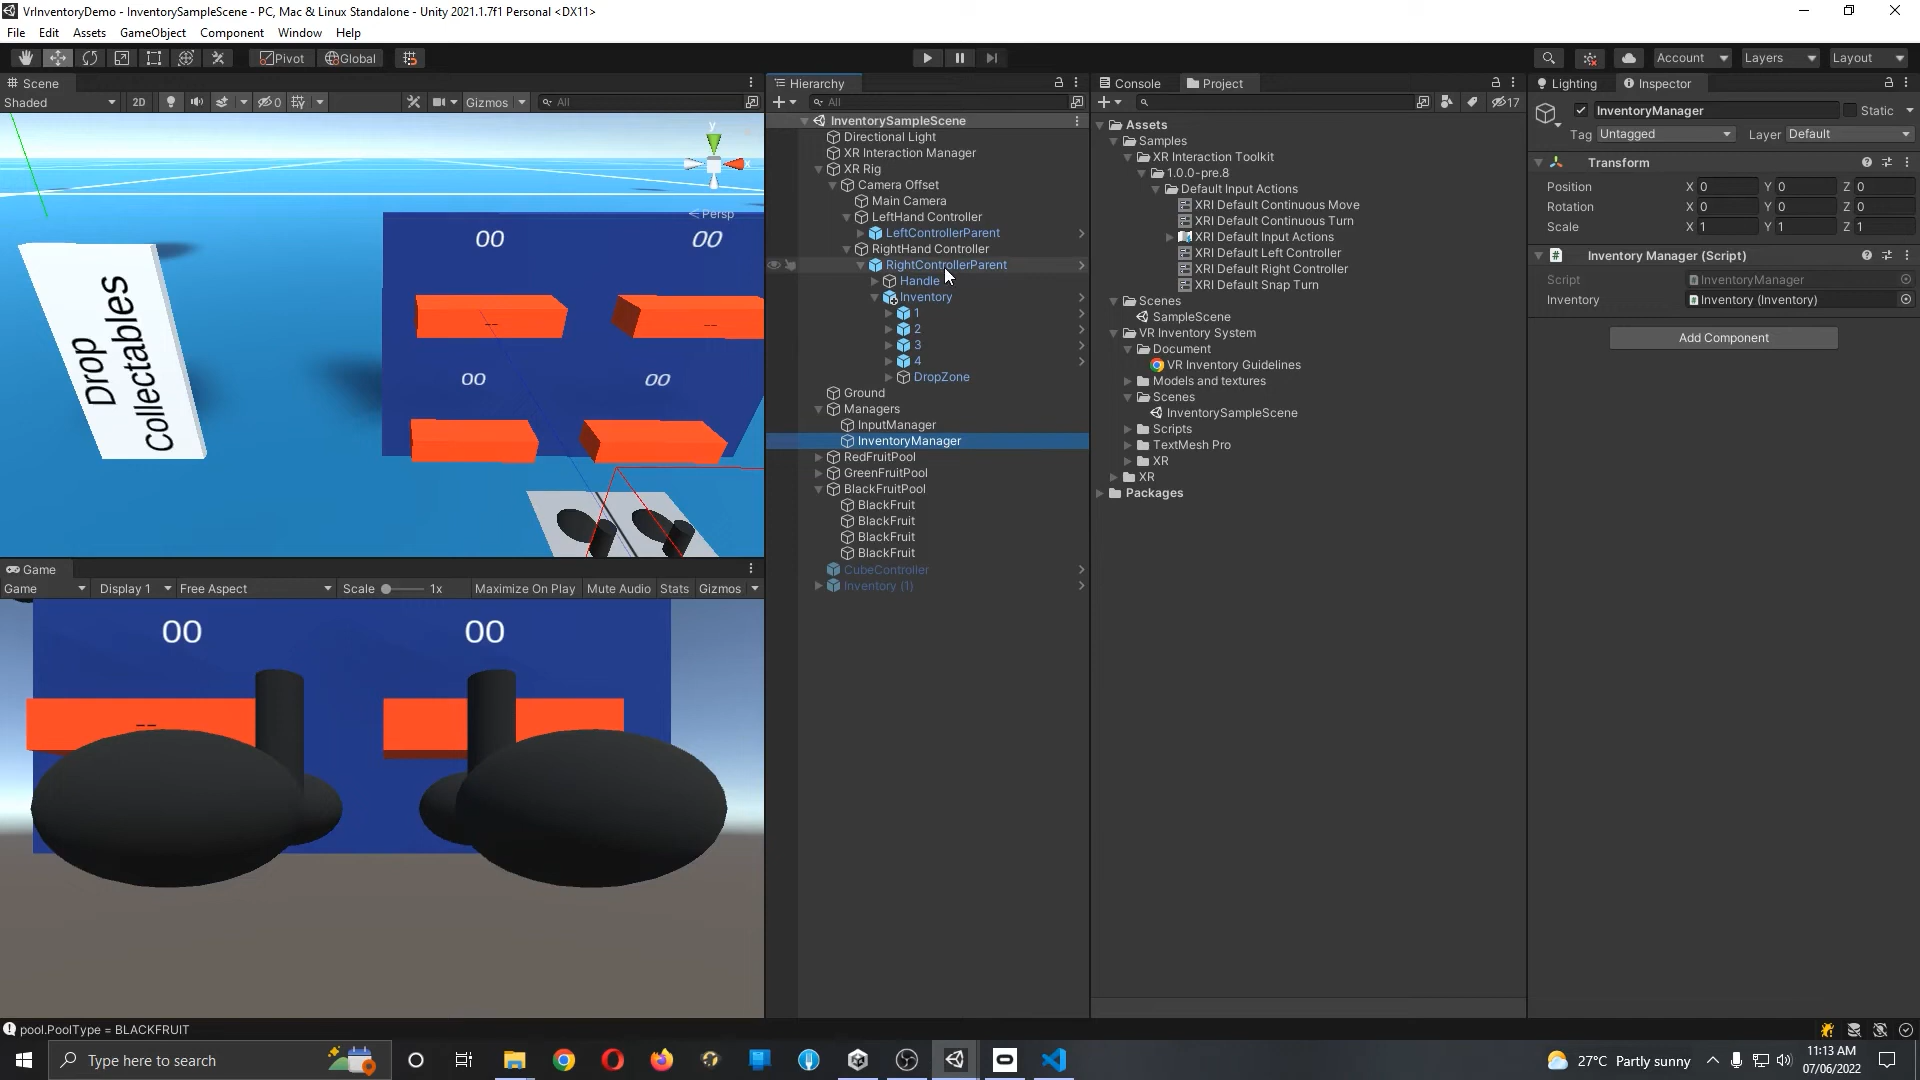 VrInventoryDemo - InventorySampleScene - PC, Mac & Linux Standalone - Unity 2021.1.7f1 Personal <DX11>
File Edit Assets GameObject Component Window Help
Pivot Global
Account Layers Layout
Scene
Shaded 2D 0 Gizmos All
y
x
Persp
00
00
--
--
00
00
Drop
Collectables
Game
Game Display 1 Free Aspect Scale 1x Maximize On Play Mute Audio Stats Gizmos
00
00
--
Hierarchy
All
InventorySampleScene
Directional Light
XR Interaction Manager
XR Rig
Camera Offset
Main Camera
LeftHand Controller
LeftControllerParent
RightHand Controller
RightControllerParent
Handle
Inventory
1
2
3
4
DropZone
Ground
Managers
InputManager
InventoryManager
RedFruitPool
GreenFruitPool
BlackFruitPool
BlackFruit
BlackFruit
BlackFruit
BlackFruit
CubeController
Inventory (1)
Console Project
17
Assets
Samples
XR Interaction Toolkit
1.0.0-pre.8
Default Input Actions
XRI Default Continuous Move
XRI Default Continuous Turn
XRI Default Input Actions
XRI Default Left Controller
XRI Default Right Controller
XRI Default Snap Turn
Scenes
SampleScene
VR Inventory System
Document
VR Inventory Guidelines
Models and textures
Scenes
InventorySampleScene
Scripts
TextMesh Pro
XR
XR
Packages
Lighting Inspector
InventoryManager Static
Tag Untagged Layer Default
Transform
Position X 0 Y 0 Z 0
Rotation X 0 Y 0 Z 0
Scale X 1 Y 1 Z 1
Inventory Manager (Script)
Script InventoryManager
Inventory Inventory (Inventory)
Add Component
pool.PoolType = BLACKFRUIT
Type here to search
27°C Partly sunny
11:13 AM
07/06/2022